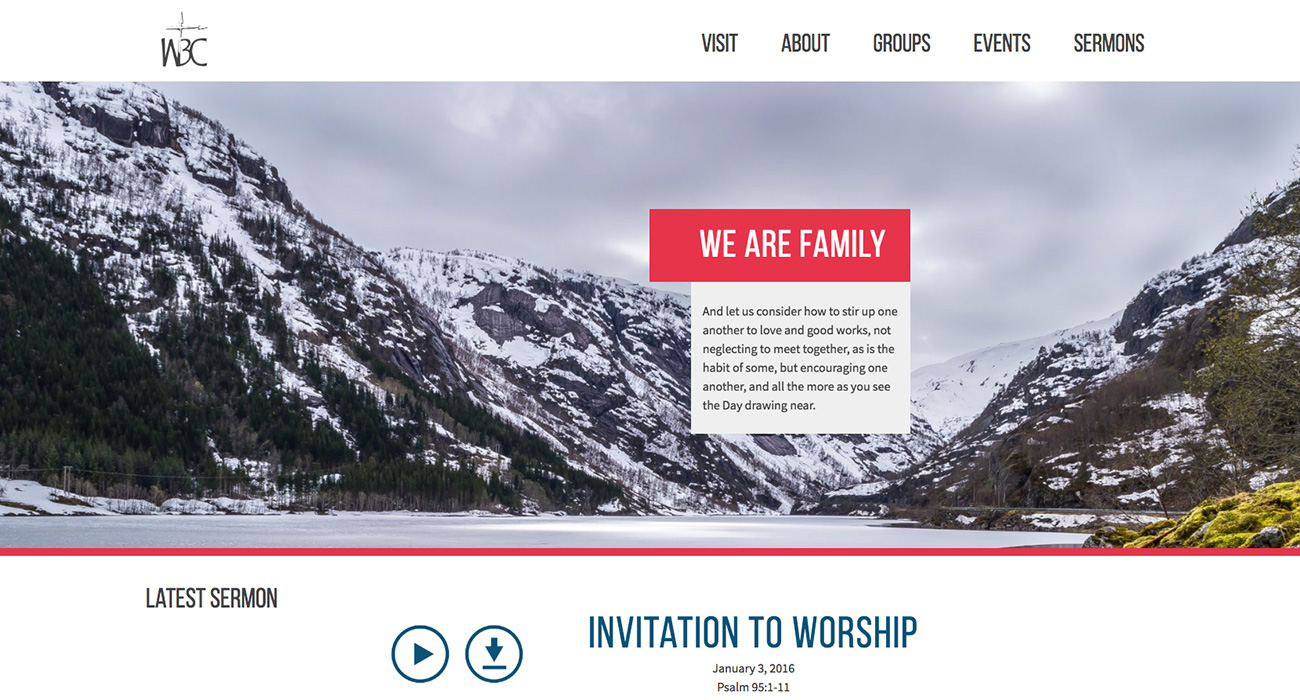 WBC
VISIT ABOUT GROUPS EVENTS SERMONS
WE ARE FAMILY
And let us consider how to stir up one
another to love and good works, not
neglecting to meet together, as is the
habit of some, but encouraging one
another, and all the more as you see
the Day drawing near.
LATEST SERMON
INVITATION TO WORSHIP
January 3, 2016
Psalm 95:1-11